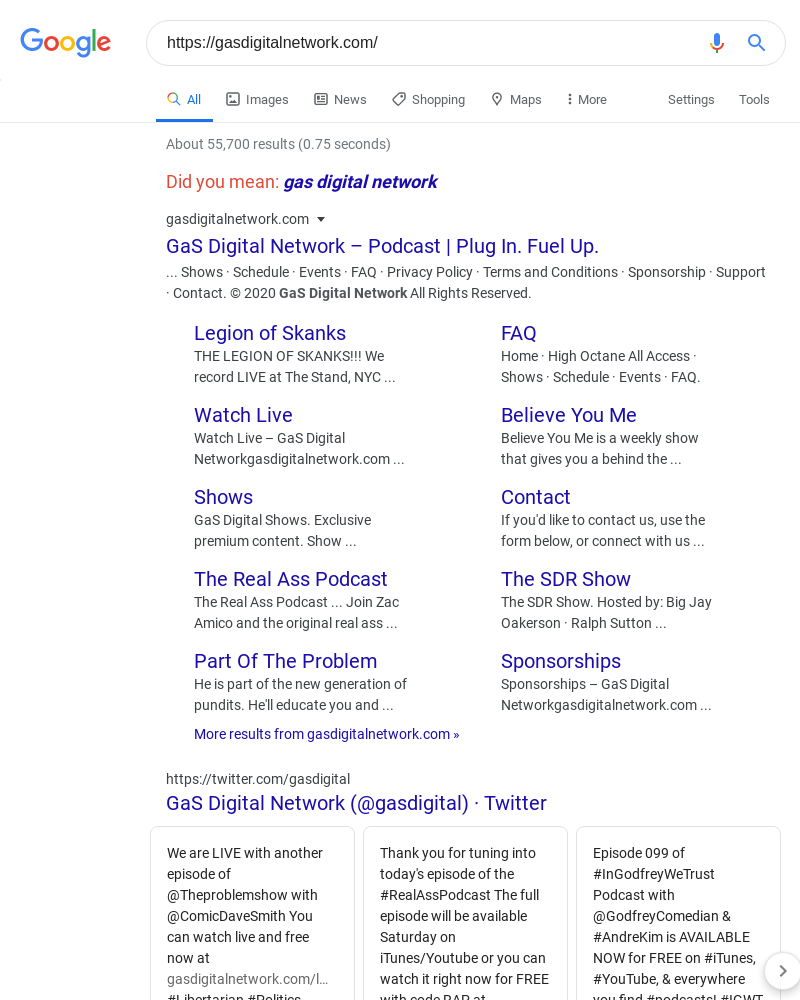 Google
https://gasdigitalnetwork.com/
All Images News Shopping Maps More Settings Tools
About 55,700 results (0.75 seconds)
Did you mean: gas digital network
gasdigitalnetwork.com
GaS Digital Network – Podcast | Plug In. Fuel Up.
... Shows · Schedule · Events · FAQ · Privacy Policy · Terms and Conditions · Sponsorship · Support
· Contact. © 2020 GaS Digital Network All Rights Reserved.
Legion of Skanks
THE LEGION OF SKANKS!!! We
record LIVE at The Stand, NYC ...
FAQ
Home · High Octane All Access ·
Shows · Schedule · Events · FAQ.
Watch Live
Watch Live – GaS Digital
Networkgasdigitalnetwork.com ...
Believe You Me
Believe You Me is a weekly show
that gives you a behind the ...
Shows
GaS Digital Shows. Exclusive
premium content. Show ...
Contact
If you'd like to contact us, use the
form below, or connect with us ...
The Real Ass Podcast
The Real Ass Podcast ... Join Zac
Amico and the original real ass ...
The SDR Show
The SDR Show. Hosted by: Big Jay
Oakerson · Ralph Sutton ...
Part Of The Problem
He is part of the new generation of
pundits. He'll educate you and ...
Sponsorships
Sponsorships – GaS Digital
Networkgasdigitalnetwork.com ...
More results from gasdigitalnetwork.com »
https://twitter.com/gasdigital
GaS Digital Network (@gasdigital) · Twitter
We are LIVE with another
episode of
@Theproblemshow with
@ComicDaveSmith You
can watch live and free
now at
gasdigitalnetwork.com/l...
#Libertarian #Politics
Thank you for tuning into
today's episode of the
#RealAssPodcast The full
episode will be available
Saturday on
iTunes/Youtube or you can
watch it right now for FREE
with code RAP at
Episode 099 of
#InGodfreyWeTrust
Podcast with
@GodfreyComedian &
#AndreKim is AVAILABLE
NOW for FREE on #iTunes,
#YouTube, & everywhere
you find #podcasts! #IGWT